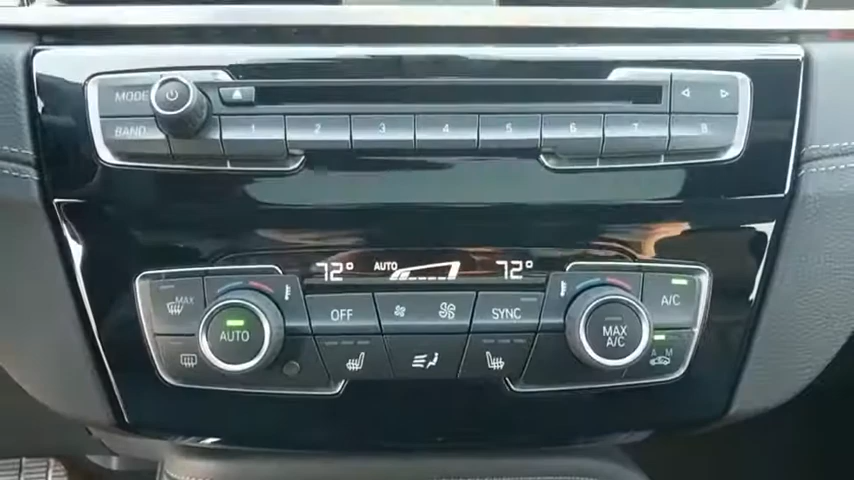 MODE
BAND 1 2 3 4 5 6 7 8
72° AUTO 72°
MAX A/C
OFF SYNC
AUTO MAX A/C A